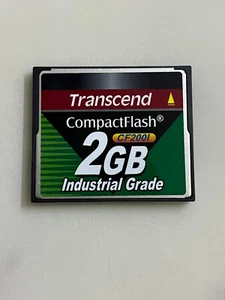 Transcend
CompactFlash®
CF200I
2GB
Industrial Grade